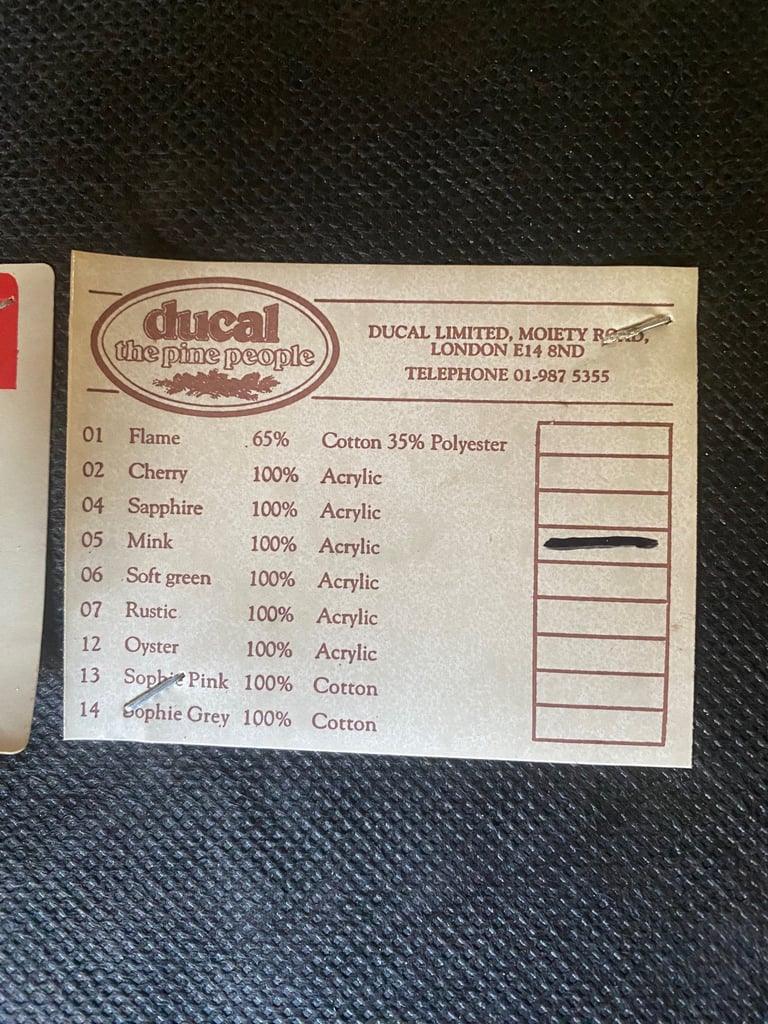 ducal
the pine people
DUCAL LIMITED, MOIETY ROAD,
LONDON E14 8ND
TELEPHONE 01-987 5355
01 Flame 65% Cotton 35% Polyester
02 Cherry 100% Acrylic
04 Sapphire 100% Acrylic
05 Mink 100% Acrylic
06 Soft green 100% Acrylic
07 Rustic 100% Acrylic
12 Oyster 100% Acrylic
13 Sophie Pink 100% Cotton
14 Sophie Grey 100% Cotton